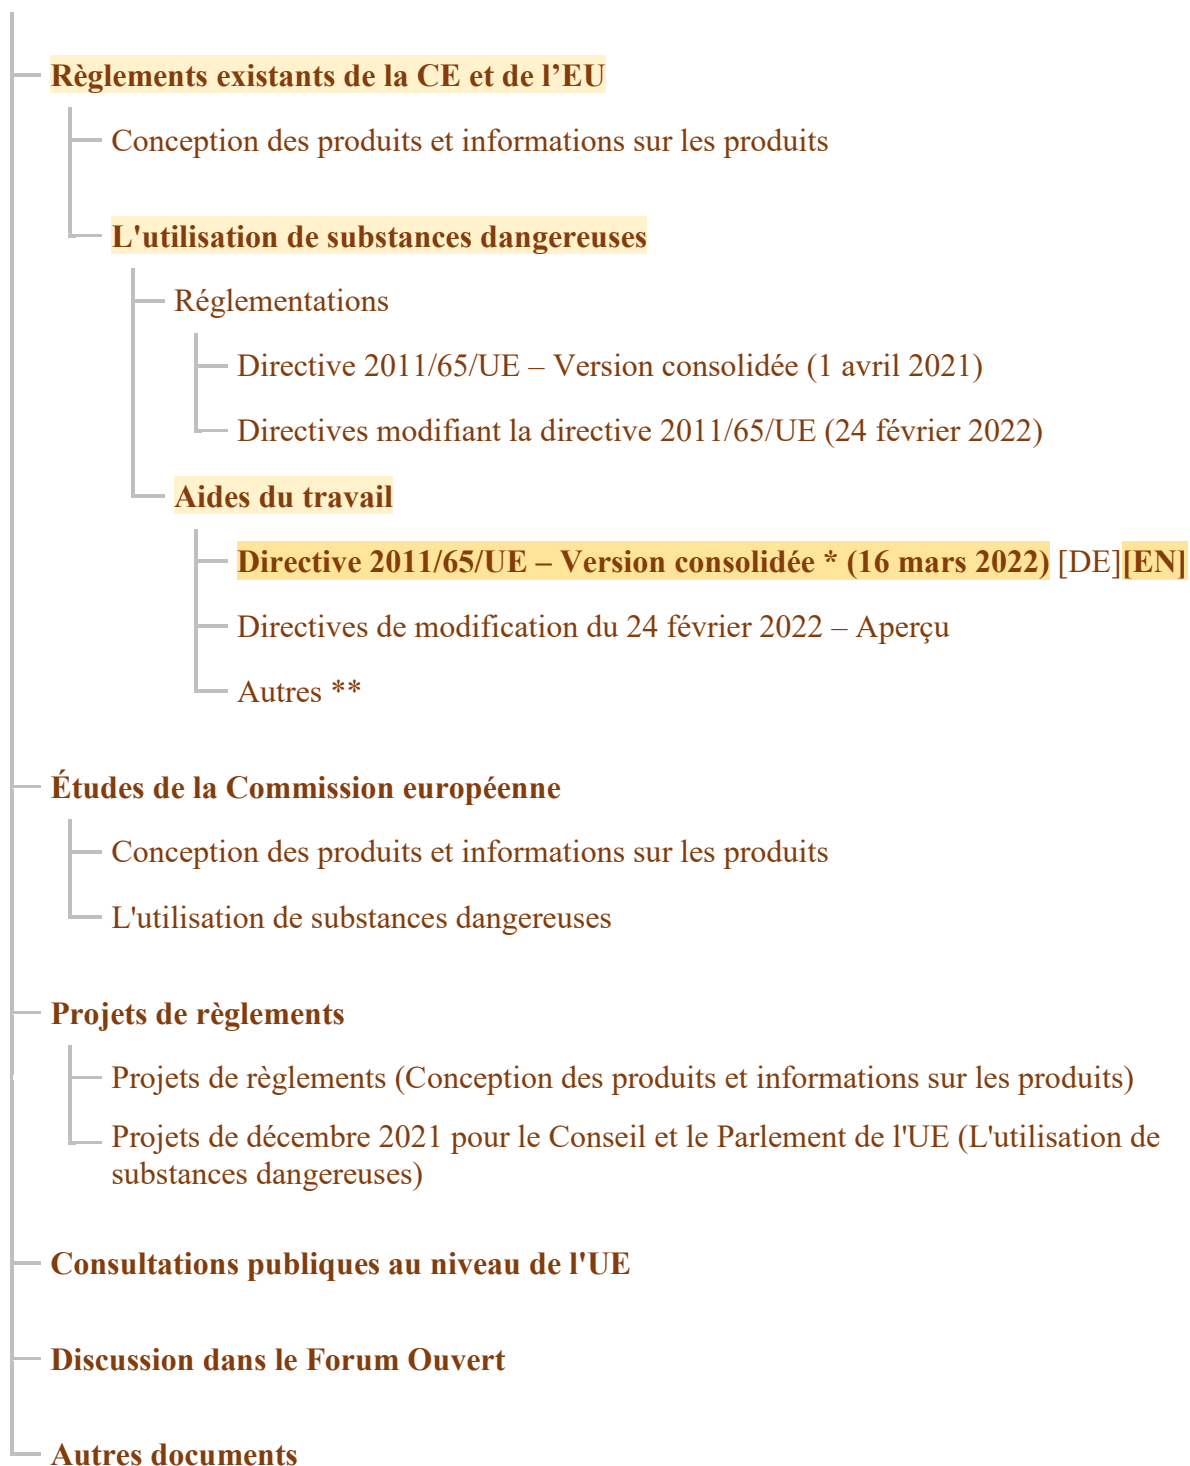 Règlements existants de la CE et de l’EU
Conception des produits et informations sur les produits
L'utilisation de substances dangereuses
Réglementations
Directive 2011/65/UE – Version consolidée (1 avril 2021)
Directives modifiant la directive 2011/65/UE (24 février 2022)
Aides du travail
Directive 2011/65/UE – Version consolidée * (16 mars 2022) [DE][EN]
Directives de modification du 24 février 2022 – Aperçu
Autres **
Études de la Commission européenne
Conception des produits et informations sur les produits
L'utilisation de substances dangereuses
Projets de règlements
Projets de règlements (Conception des produits et informations sur les produits)
Projets de décembre 2021 pour le Conseil et le Parlement de l'UE (L'utilisation de
substances dangereuses)
Consultations publiques au niveau de l'UE
Discussion dans le Forum Ouvert
Autres documents